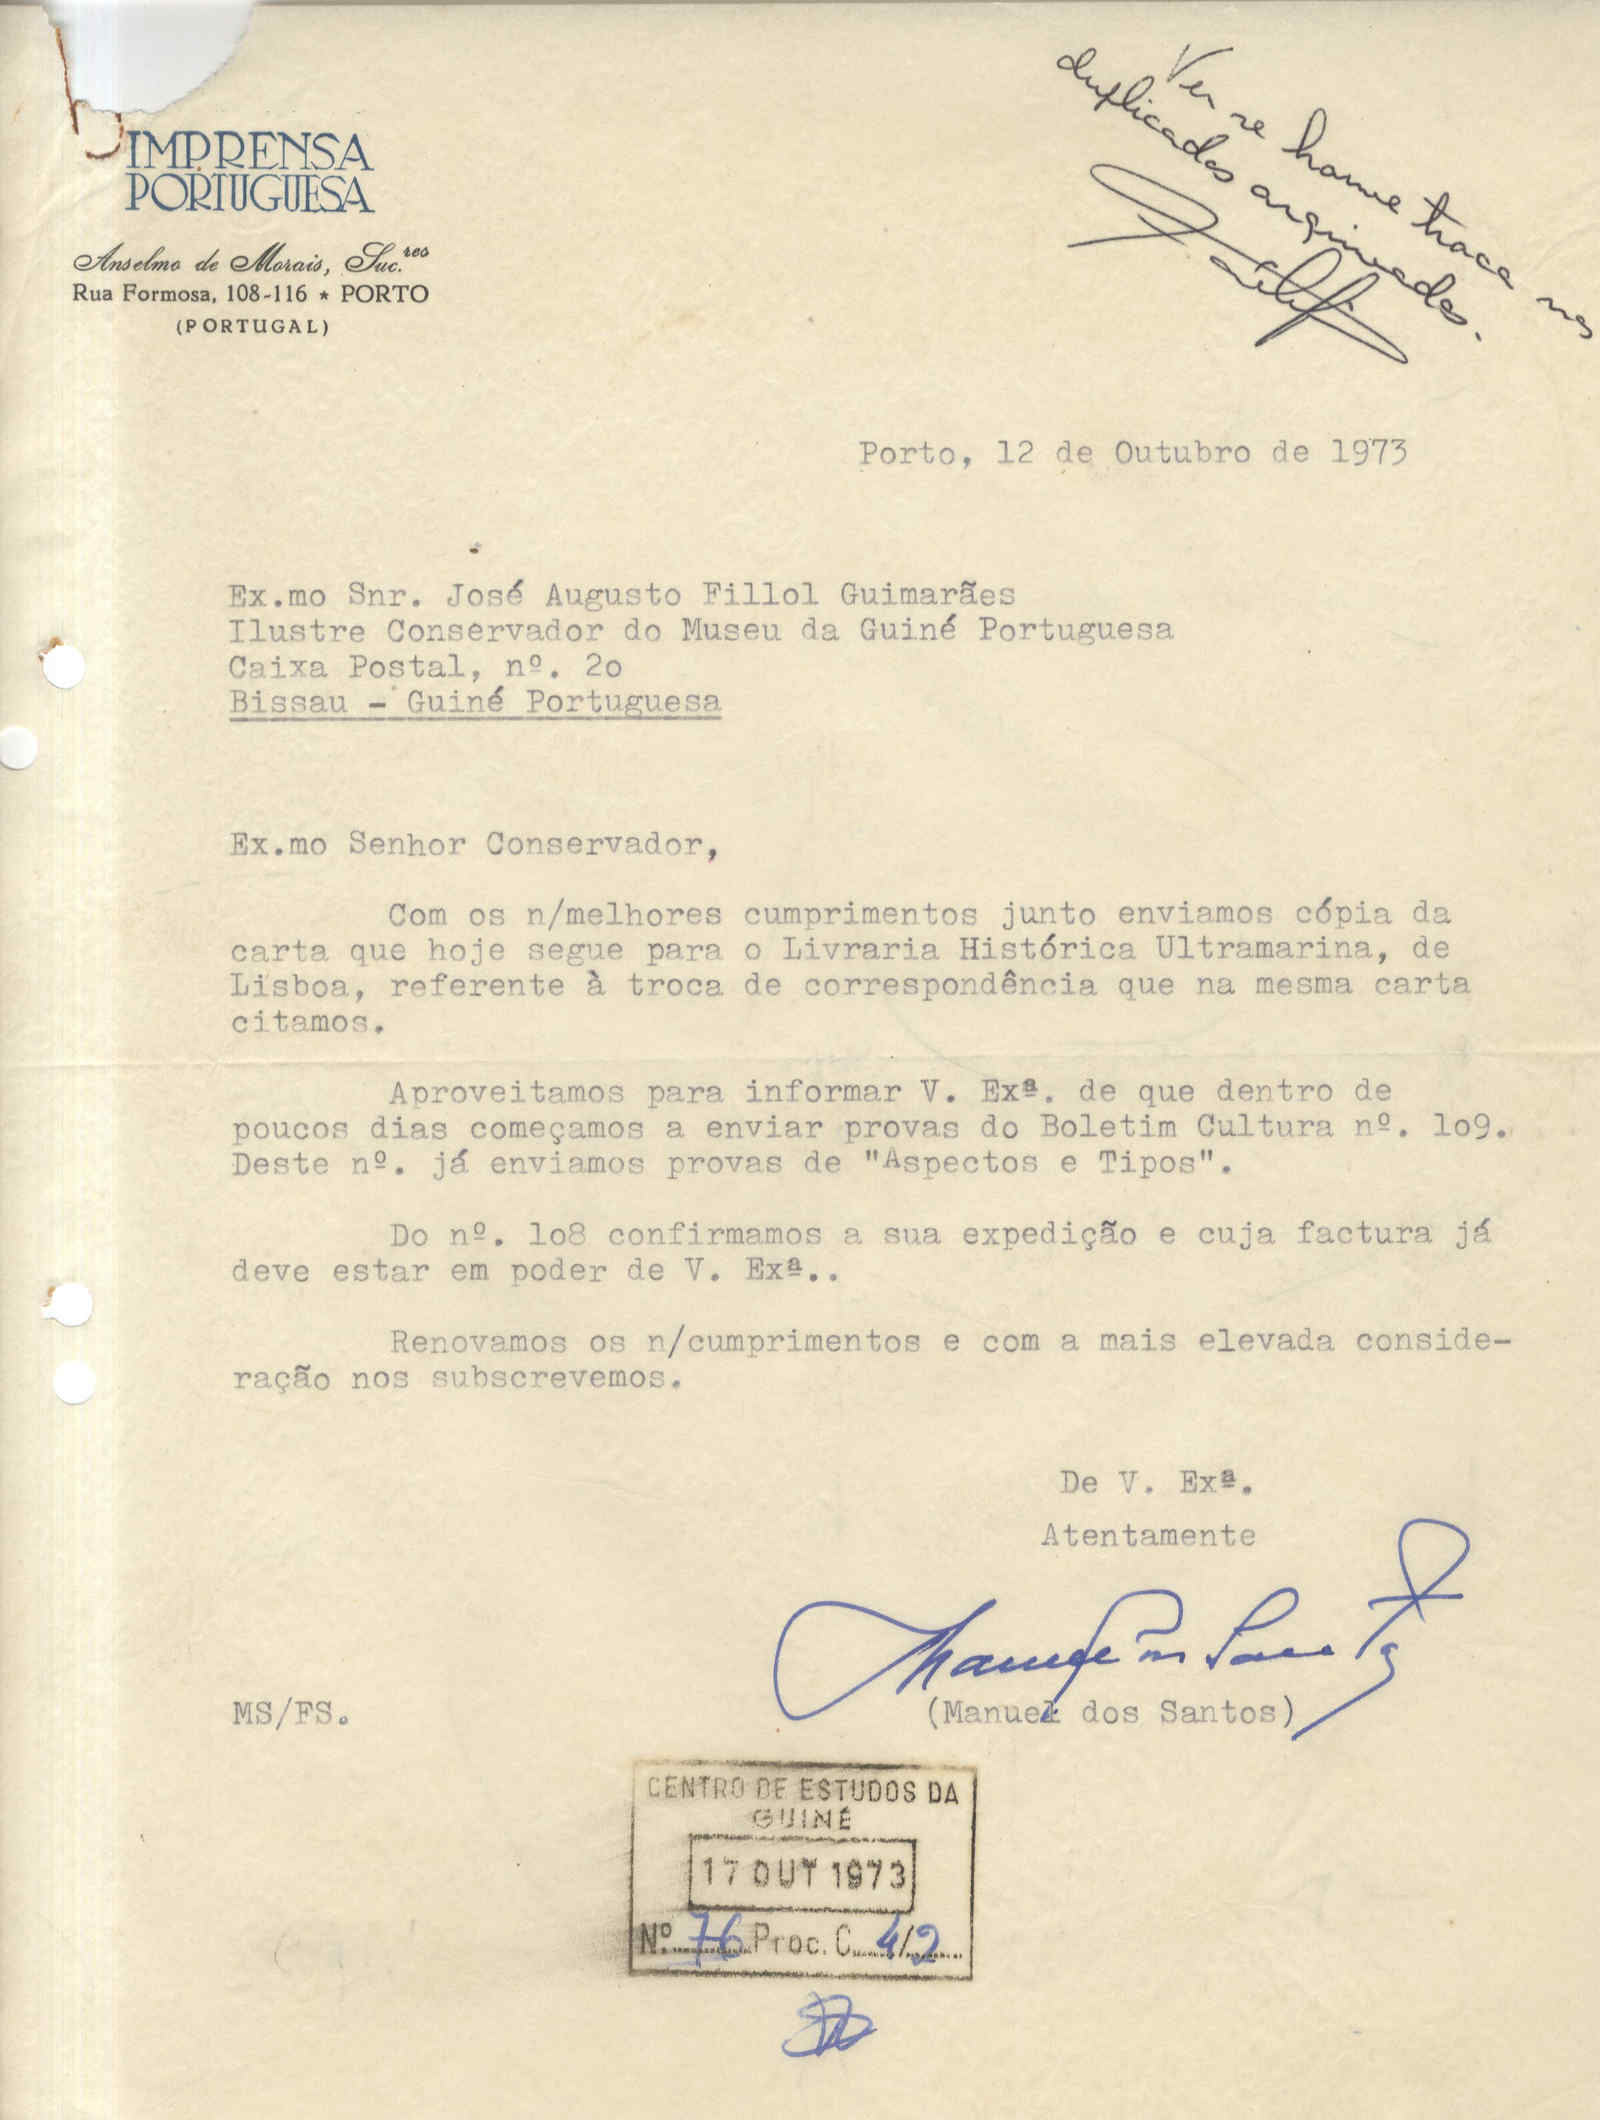 IMPRENSA
PORTUGUESA
Anselmo de Morais, Suc.res
Rua Formosa, 108-116 * PORTO
(PORTUGAL)
Ver se houve troca nos
duplicados arquivados.
Porto, 12 de Outubro de 1973
Ex.mo Snr. José Augusto Fillol Guimarães
Ilustre Conservador do Museu da Guiné Portuguesa
Caixa Postal, nº. 2o
Bissau - Guiné Portuguesa
Ex.mo Senhor Conservador,
Com os n/melhores cumprimentos junto enviamos cópia da
carta que hoje segue para o Livraria Histórica Ultramarina, de
Lisboa, referente à troca de correspondência que na mesma carta
citamos.
Aproveitamos para informar V. Exª. de que dentro de
poucos dias começamos a enviar provas do Boletim Cultura nº. lo9.
Deste nº. já enviamos provas de "Aspectos e Tipos".
Do nº. lo8 confirmamos a sua expedição e cuja factura já
deve estar em poder de V. Exª..
Renovamos os n/cumprimentos e com a mais elevada conside-
ração nos subscrevemos.
De V. Exª.
Atentamente
Manuel dos Santos
MS/FS.
(Manuel dos Santos)
CENTRO DE ESTUDOS DA
GUINÉ
17 OUT 1973
Nº. 76 Proc. C. 4/2